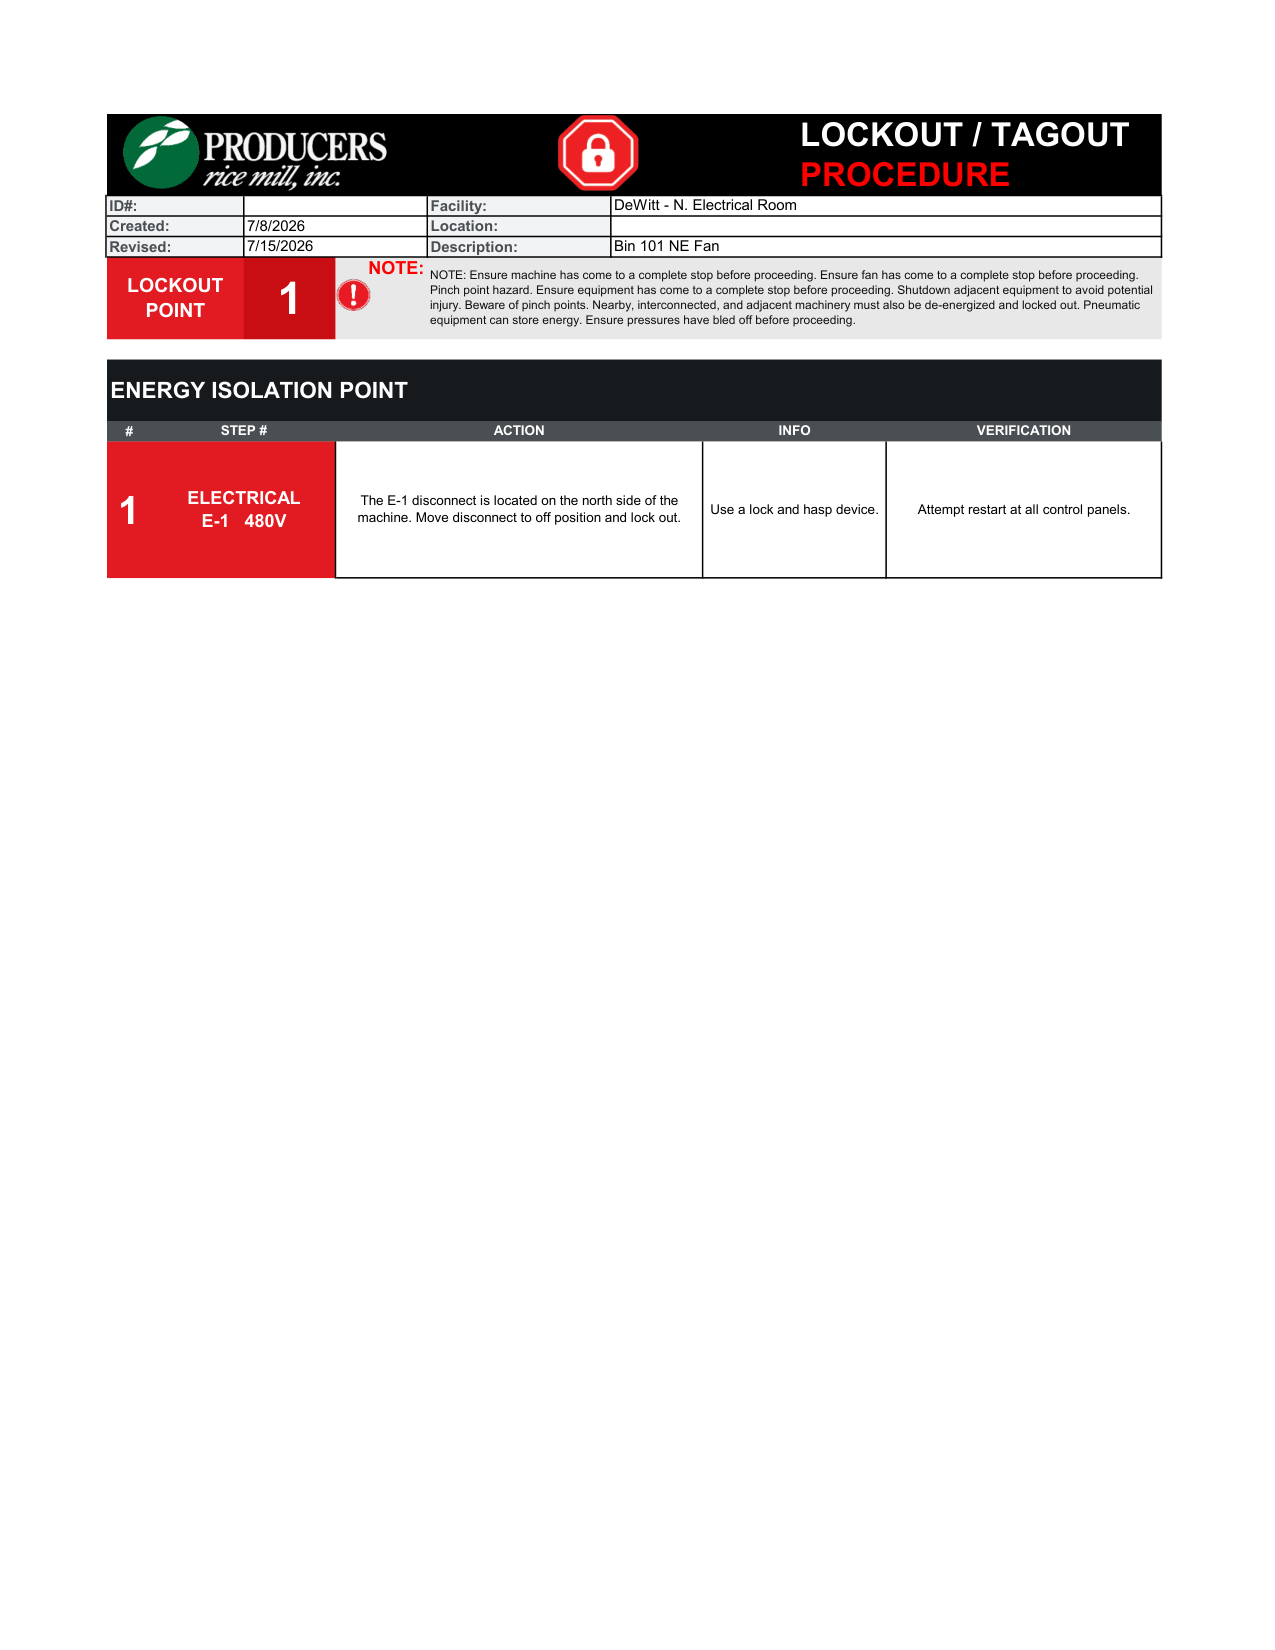 PRODUCERS
rice mill, inc.
LOCKOUT / TAGOUT
PROCEDURE
ID#:
Facility: DeWitt - N. Electrical Room
Created: 7/8/2026
Location:
Revised: 7/15/2026
Description: Bin 101 NE Fan
LOCKOUT
POINT
1
NOTE:
NOTE: Ensure machine has come to a complete stop before proceeding. Ensure fan has come to a complete stop before proceeding.
Pinch point hazard. Ensure equipment has come to a complete stop before proceeding. Shutdown adjacent equipment to avoid potential
injury. Beware of pinch points. Nearby, interconnected, and adjacent machinery must also be de-energized and locked out. Pneumatic
equipment can store energy. Ensure pressures have bled off before proceeding.
ENERGY ISOLATION POINT
# STEP # ACTION INFO VERIFICATION
1
ELECTRICAL
E-1 480V
The E-1 disconnect is located on the north side of the
machine. Move disconnect to off position and lock out.
Use a lock and hasp device.
Attempt restart at all control panels.